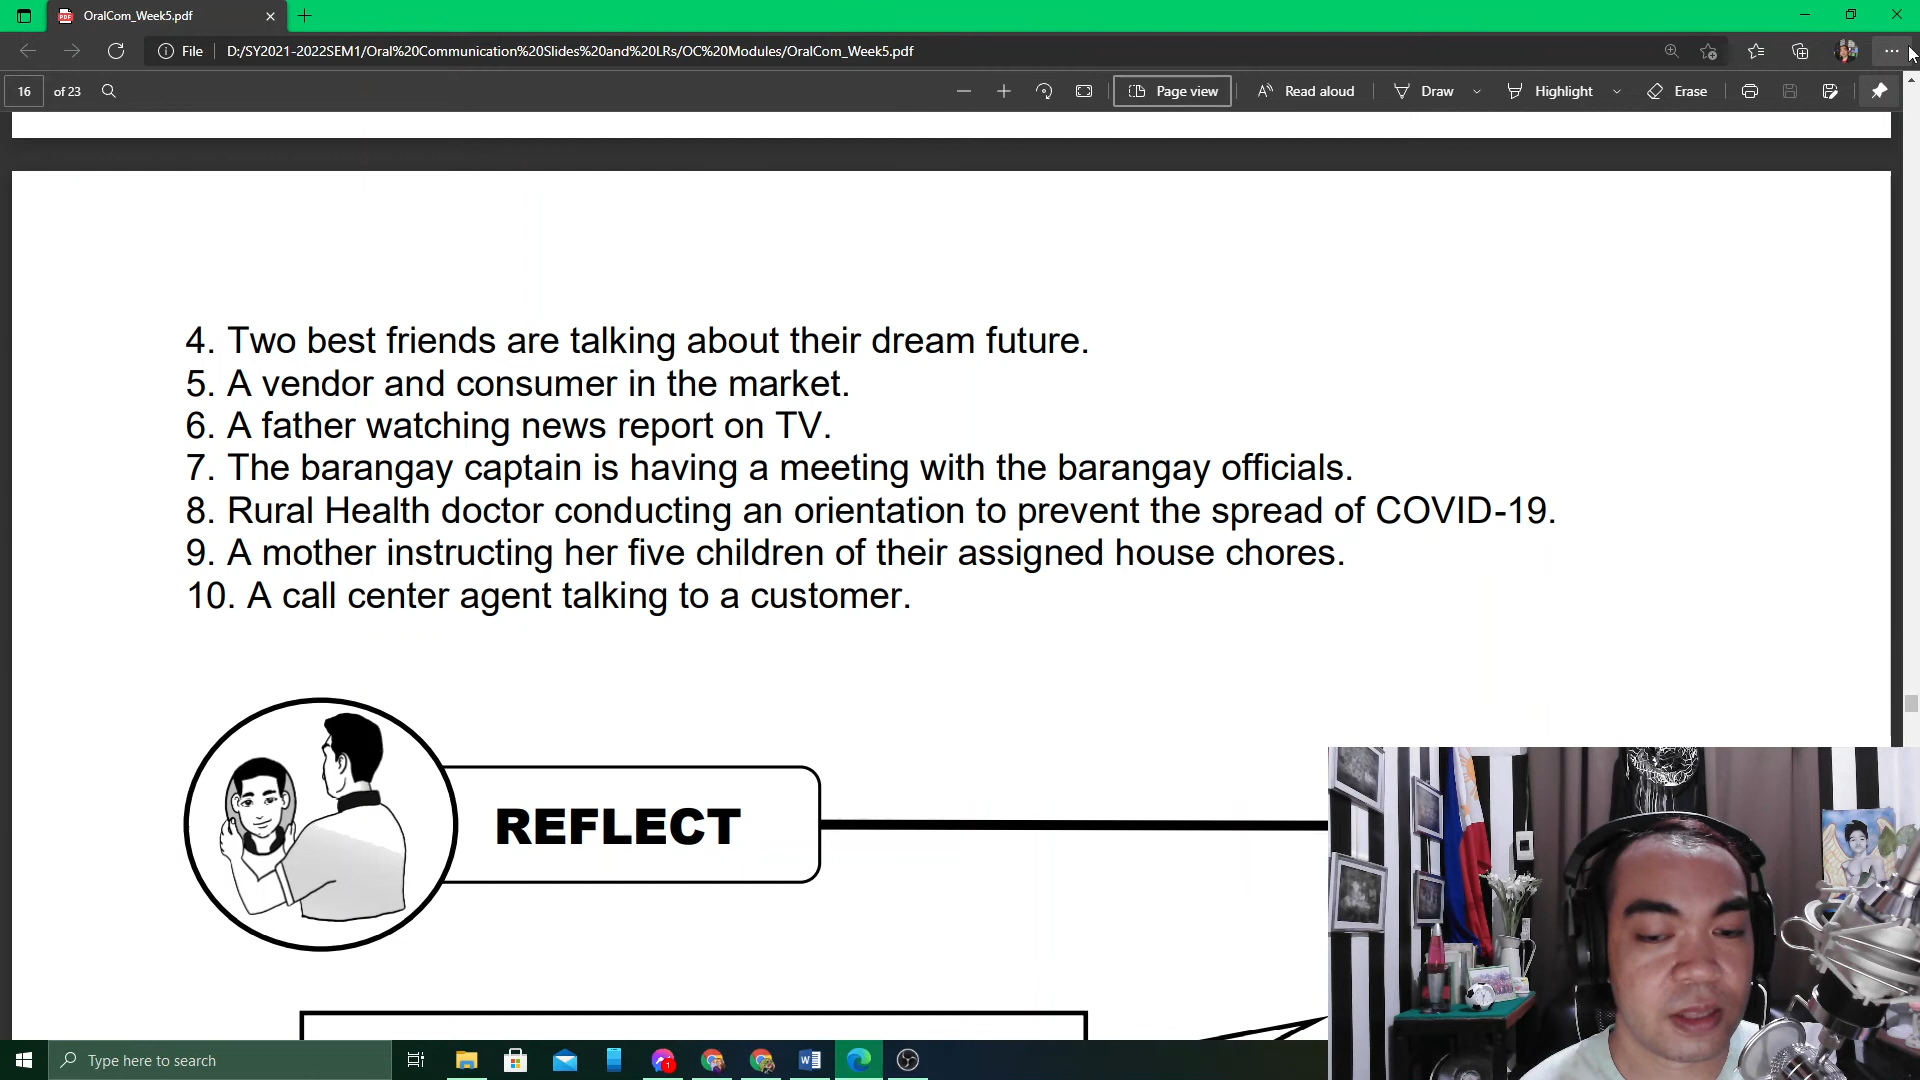 OralCom_Week5.pdf
File
D:/SY2021-2022SEM1/Oral%20Communication%20Slides%20and%20LRs/OC%20Modules/OralCom_Week5.pdf
16 of 23
Page view
Read aloud
Draw
Highlight
Erase
4. Two best friends are talking about their dream future.
5. A vendor and consumer in the market.
6. A father watching news report on TV.
7. The barangay captain is having a meeting with the barangay officials.
8. Rural Health doctor conducting an orientation to prevent the spread of COVID-19.
9. A mother instructing her five children of their assigned house chores.
10. A call center agent talking to a customer.
REFLECT
Type here to search
1